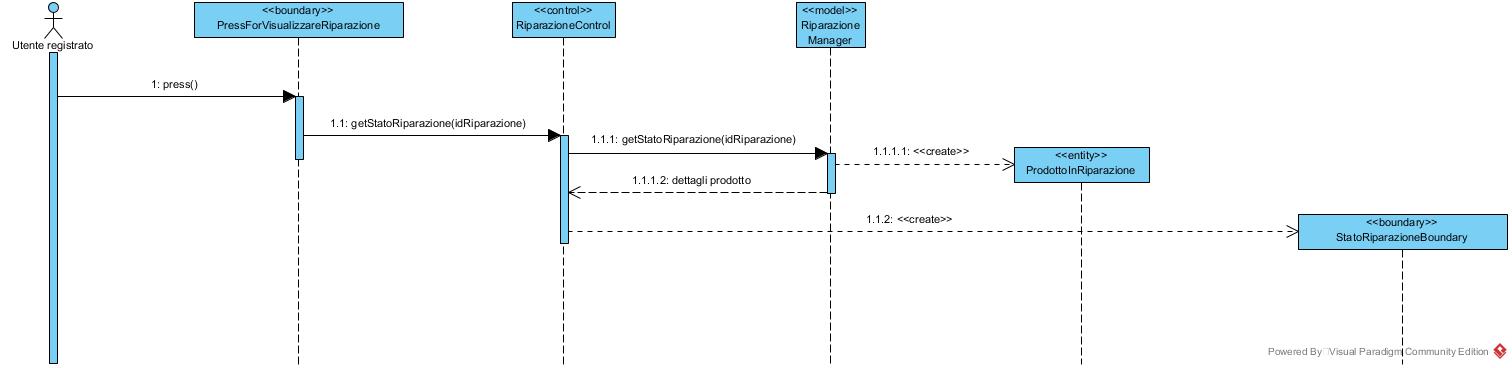 <<boundary>>
PressForVisualizzareRiparazione
<<control>>
RiparazioneControl
<<model>>
Riparazione
Manager
Utente registrato
1: press()
1.1: getStatoRiparazione(idRiparazione)
1.1.1: getStatoRiparazione(idRiparazione)
1.1.1.1: <<create>>
<<entity>>
ProdottoInRiparazione
1.1.1.2: dettagli prodotto
1.1.2: <<create>>
<<boundary>>
StatoRiparazioneBoundary
Powered By Visual Paradigm Community Edition